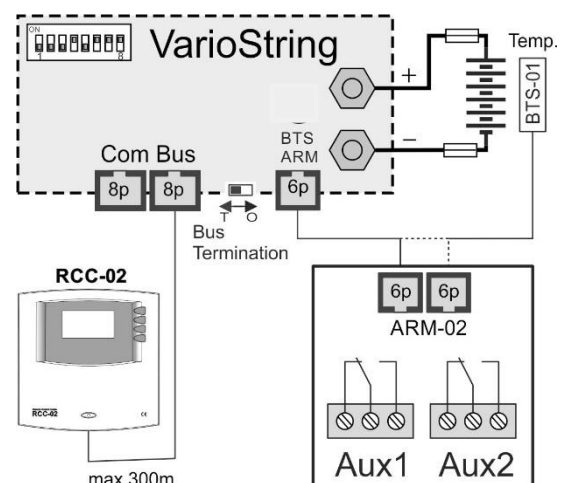 ON
1 8
VarioString
Temp.
BTS-01
+
−
BTS
ARM
Com Bus
8p 8p 6p
T O
Bus
Termination
RCC-02
6p 6p
ARM-02
RCC-02 CE
Aux1 Aux2
max 300m